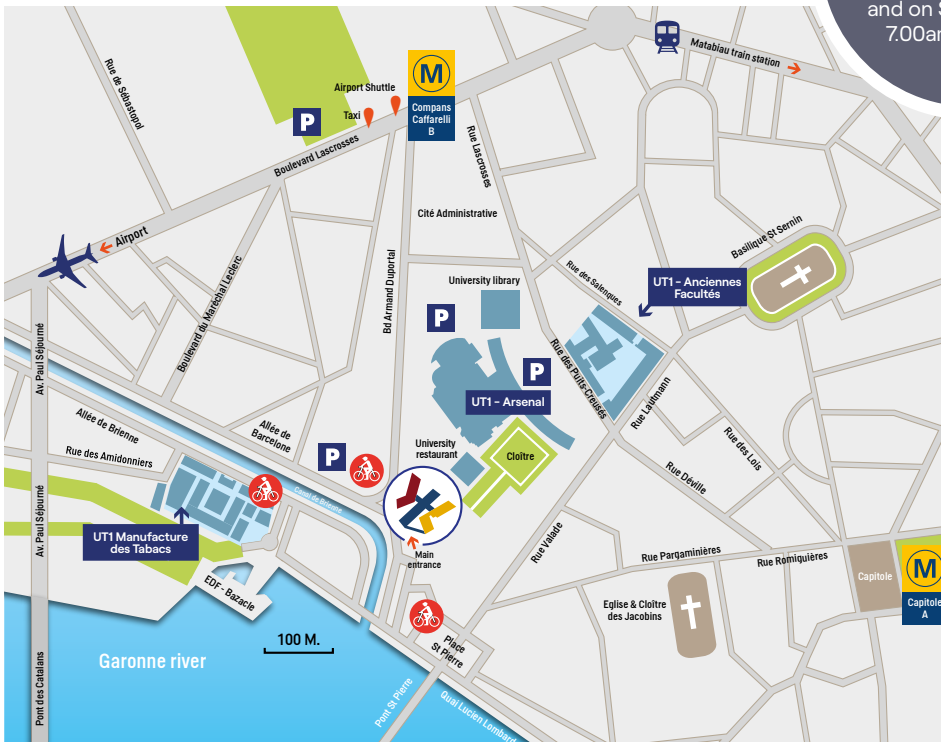 and on S
7.00am
Matabiau train station
Rue de Sébastopol
Airport Shuttle
Taxi
P
M
Compans
Caffarelli
B
Boulevard Lascrosses
Rue Lascrosses
Cité Administrative
Airport
Basilique St Sernin
Boulevard du Maréchal Leclerc
Bd Armand Duportal
University library
Rue des Salenques
UT1 - Anciennes
Facultés
P
Av. Paul Séjourné
P
UT1 - Arsenal
Rue des Puits-Creusés
Rue Lautmann
Allée de Brienne
Allée de
Barcelone
Rue des Amidonniers
P
University
restaurant
Cloître
Rue des Lois
Rue Déville
Canal de Brienne
Av. Paul Séjourné
UT1 Manufacture
des Tabacs
Main
entrance
Rue Valade
Rue Pargaminières
Rue Romiquières
Capitole
M
Capitole
A
EDF - Bazacle
Eglise & Cloître
des Jacobins
100 M.
Garonne river
Place
St Pierre
Pont des Catalans
Pont St Pierre
Quai Lucien Lombard